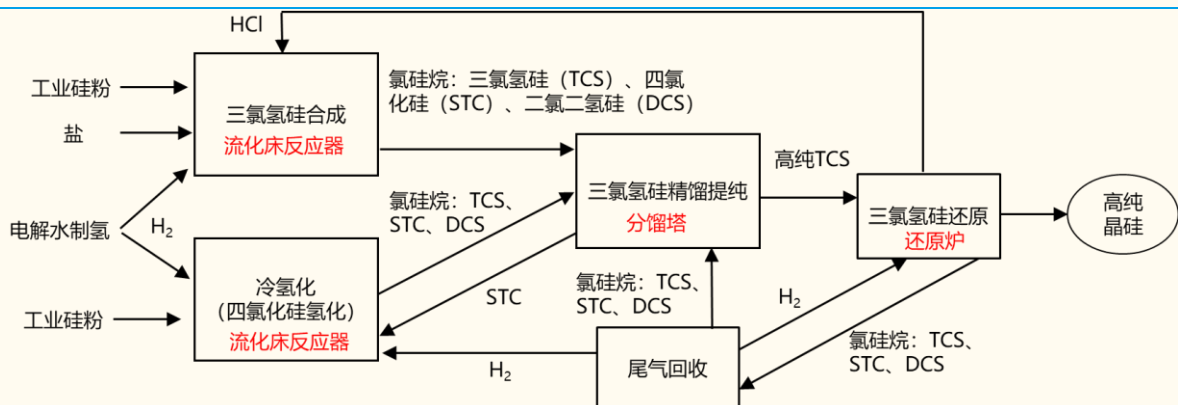 HCl
工业硅粉
盐
三氯氢硅合成
流化床反应器
氯硅烷：三氯氢硅（TCS）、四氯
化硅（STC）、二氯二氢硅（DCS）
电解水制氢
H₂
氯硅烷：TCS、
STC、DCS
三氯氢硅精馏提纯
分馏塔
高纯TCS
三氯氢硅还原
还原炉
高纯
晶硅
工业硅粉
冷氢化
（四氯化硅氢化）
流化床反应器
STC
氯硅烷：TCS、
STC、DCS
H₂
H₂
尾气回收
氯硅烷：TCS、
STC、DCS